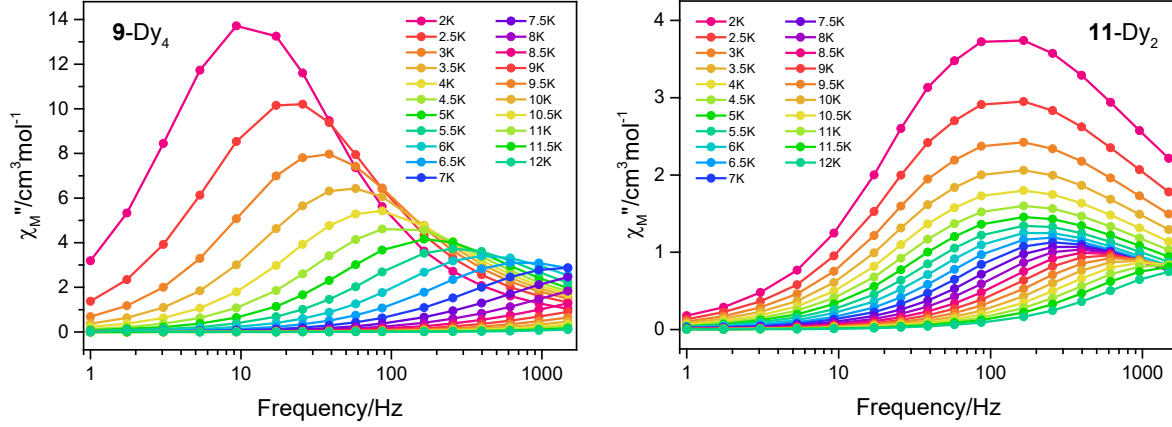 9-Dy4
2K
2.5K
3K
3.5K
4K
4.5K
5K
5.5K
6K
6.5K
7K
7.5K
8K
8.5K
9K
9.5K
10K
10.5K
11K
11.5K
12K
14
12
10
8
6
4
2
0
χM"/cm3mol-1
1
10
100
1000
Frequency/Hz
11-Dy2
2K
2.5K
3K
3.5K
4K
4.5K
5K
5.5K
6K
6.5K
7K
7.5K
8K
8.5K
9K
9.5K
10K
10.5K
11K
11.5K
12K
4
3
2
1
0
χM"/cm3mol-1
1
10
100
1000
Frequency/Hz